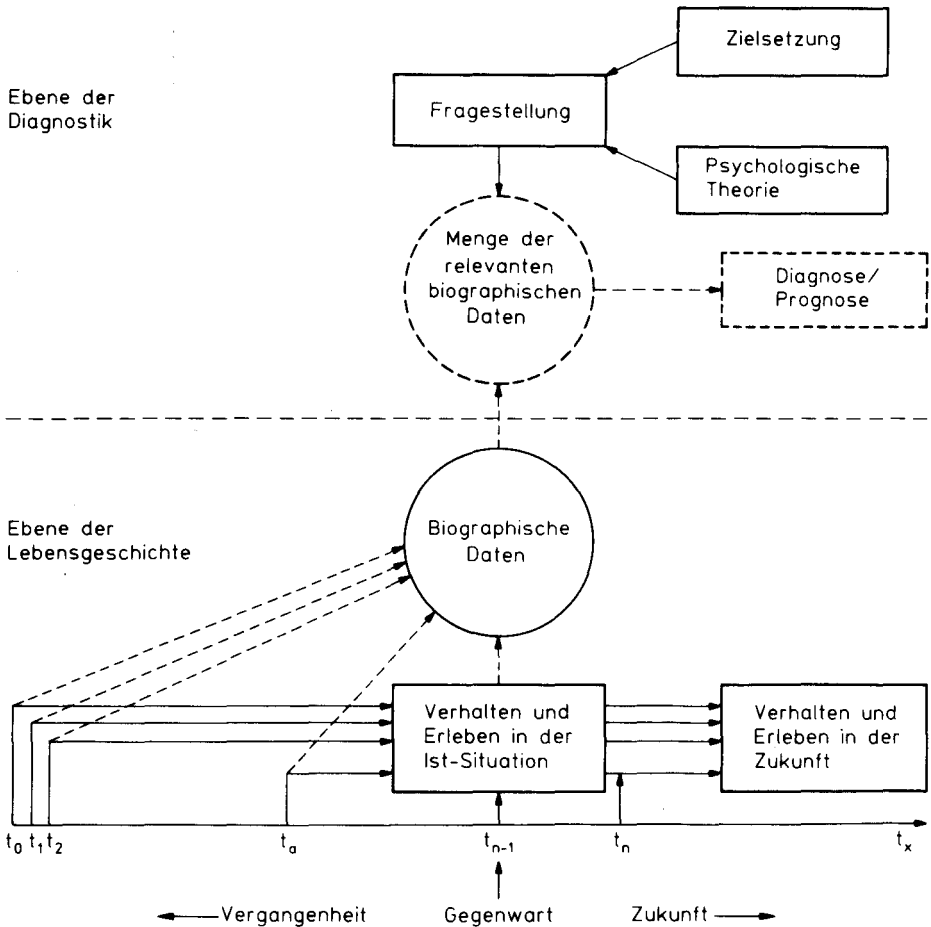 Zielsetzung
Ebene der
Diagnostik
Fragestellung
Psychologische
Theorie
Menge der
relevanten
biographischen
Daten
Diagnose/
Prognose
Ebene der
Lebensgeschichte
Biographische
Daten
Verhalten und
Erleben in der
Ist-Situation
Verhalten und
Erleben in der
Zukunft
t₀ t₁ t₂ tₐ tₙ₋₁ tₙ tₓ
Vergangenheit Gegenwart Zukunft